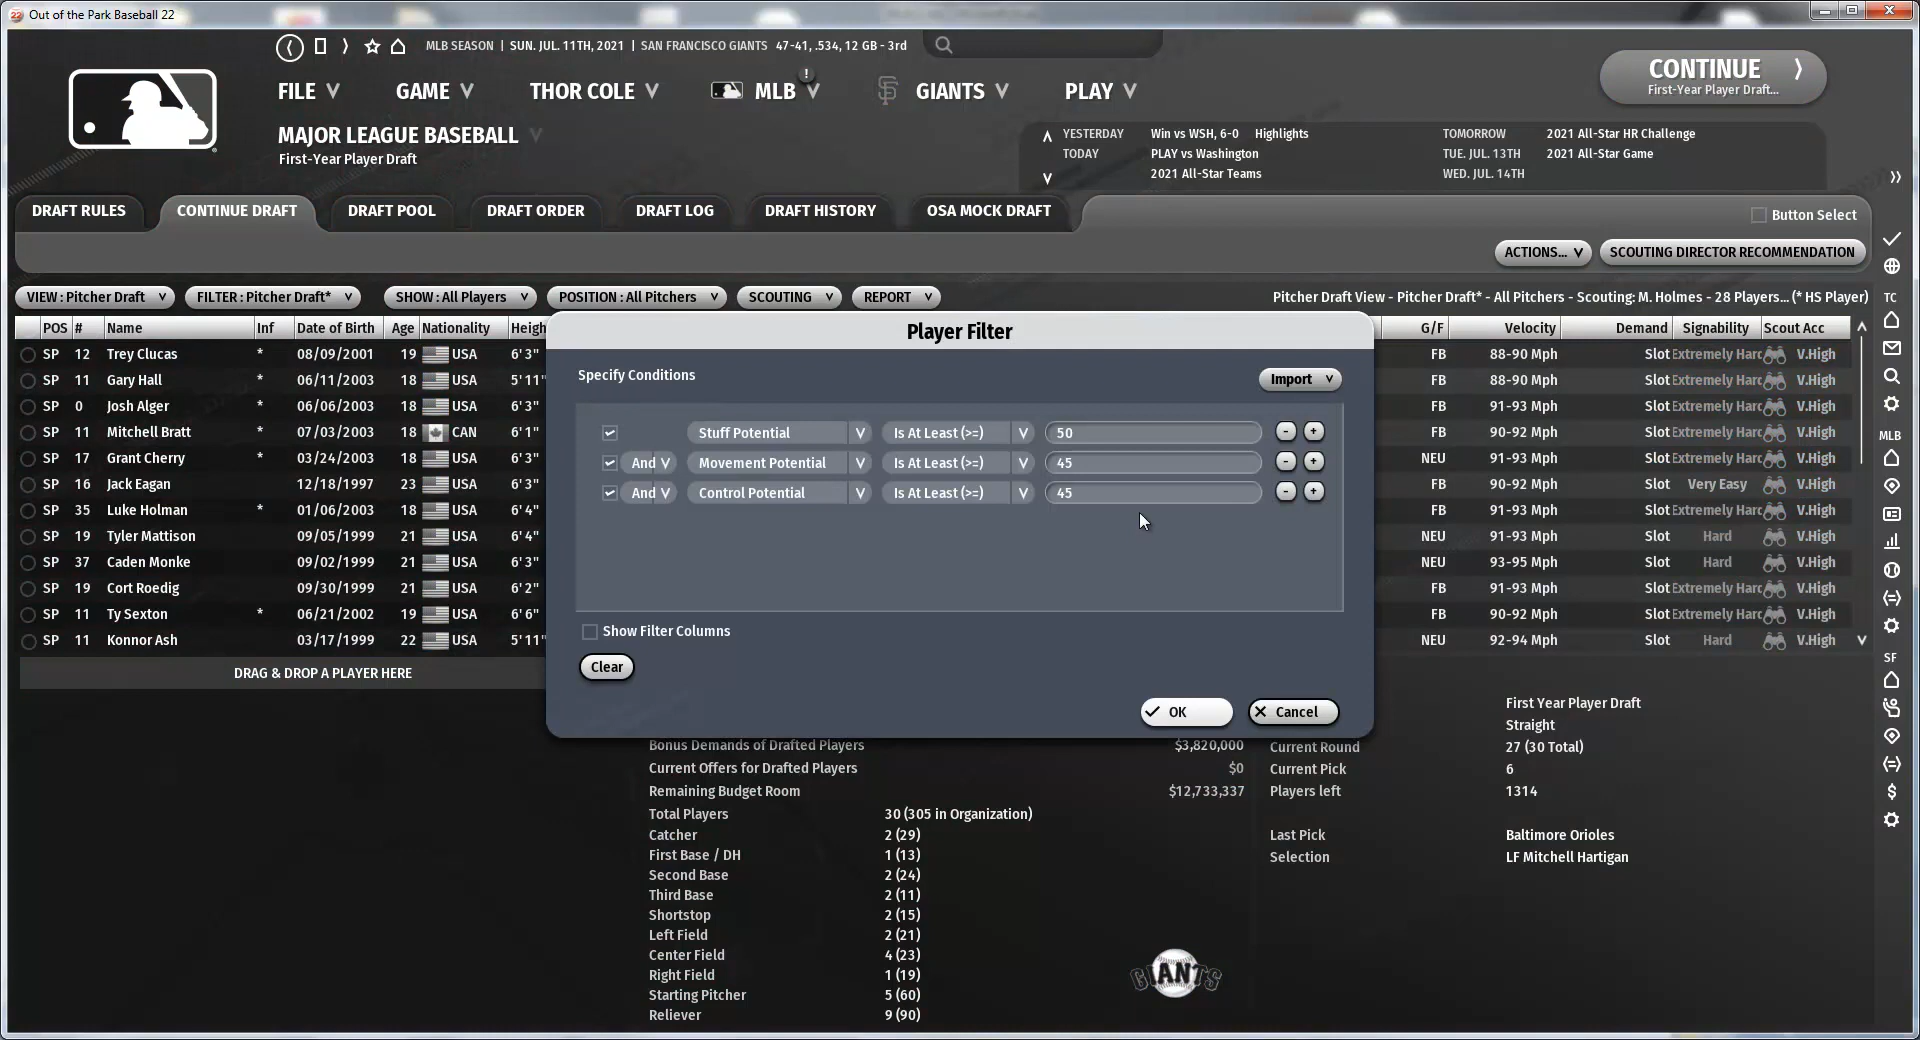 Out of the Park Baseball 22
MLB SEASON | SUN. JUL. 11TH, 2021 | SAN FRANCISCO GIANTS 47-41, .534, 12 GB - 3rd
FILE GAME THOR COLE MLB ! GIANTS PLAY
CONTINUE
First-Year Player Draft...
MAJOR LEAGUE BASEBALL
First-Year Player Draft
YESTERDAY Win vs WSH, 6-0 Highlights TOMORROW 2021 All-Star HR Challenge
TODAY PLAY vs Washington TUE. JUL. 13TH 2021 All-Star Game
2021 All-Star Teams WED. JUL. 14TH
DRAFT RULES CONTINUE DRAFT DRAFT POOL DRAFT ORDER DRAFT LOG DRAFT HISTORY OSA MOCK DRAFT
Button Select
ACTIONS... SCOUTING DIRECTOR RECOMMENDATION
VIEW : Pitcher Draft FILTER : Pitcher Draft* SHOW : All Players POSITION : All Pitchers SCOUTING REPORT Pitcher Draft View - Pitcher Draft* - All Pitchers - Scouting: M. Holmes - 28 Players... (* HS Player)
POS # Name Inf Date of Birth Age Nationality Heigh G/F Velocity Demand Signability Scout Acc
SP 12 Trey Clucas * 08/09/2001 19 USA 6'3" FB 88-90 Mph Slot Extremely Harc V.High
SP 11 Gary Hall * 06/11/2003 18 USA 5'11" FB 88-90 Mph Slot Extremely Harc V.High
SP 0 Josh Alger * 06/06/2003 18 USA 6'3" FB 91-93 Mph Slot Extremely Harc V.High
SP 11 Mitchell Bratt * 07/03/2003 18 CAN 6'1" FB 90-92 Mph Slot Extremely Harc V.High
SP 17 Grant Cherry * 03/24/2003 18 USA 6'3" NEU 91-93 Mph Slot Extremely Harc V.High
SP 16 Jack Eagan 12/18/1997 23 USA 6'3" FB 90-92 Mph Slot Very Easy V.High
SP 35 Luke Holman * 01/06/2003 18 USA 6'4" FB 91-93 Mph Slot Extremely Harc V.High
SP 19 Tyler Mattison 09/05/1999 21 USA 6'4" NEU 91-93 Mph Slot Hard V.High
SP 37 Caden Monke 09/02/1999 21 USA 6'3" NEU 93-95 Mph Slot Hard V.High
SP 19 Cort Roedig 09/30/1999 21 USA 6'2" FB 91-93 Mph Slot Extremely Harc V.High
SP 11 Ty Sexton * 06/21/2002 19 USA 6'6" FB 90-92 Mph Slot Extremely Harc V.High
SP 11 Konnor Ash 03/17/1999 22 USA 5'11" NEU 92-94 Mph Slot Hard V.High
DRAG & DROP A PLAYER HERE
Player Filter
Specify Conditions
Import
Stuff Potential Is At Least (>=) 50 - +
And Movement Potential Is At Least (>=) 45 - +
And Control Potential Is At Least (>=) 45 - +
Show Filter Columns
Clear
OK Cancel
First Year Player Draft
Straight
Bonus Demands of Drafted Players $3,820,000 Current Round 27 (30 Total)
Current Offers for Drafted Players $0 Current Pick 6
Remaining Budget Room $12,733,337 Players left 1314
Total Players 30 (305 in Organization)
Catcher 2 (29) Last Pick Baltimore Orioles
First Base / DH 1 (13) Selection LF Mitchell Hartigan
Second Base 2 (24)
Third Base 2 (11)
Shortstop 2 (15)
Left Field 2 (21)
Center Field 4 (23)
Right Field 1 (19)
Starting Pitcher 5 (60)
Reliever 9 (90)
GIANTS
TC
MLB
SF
$